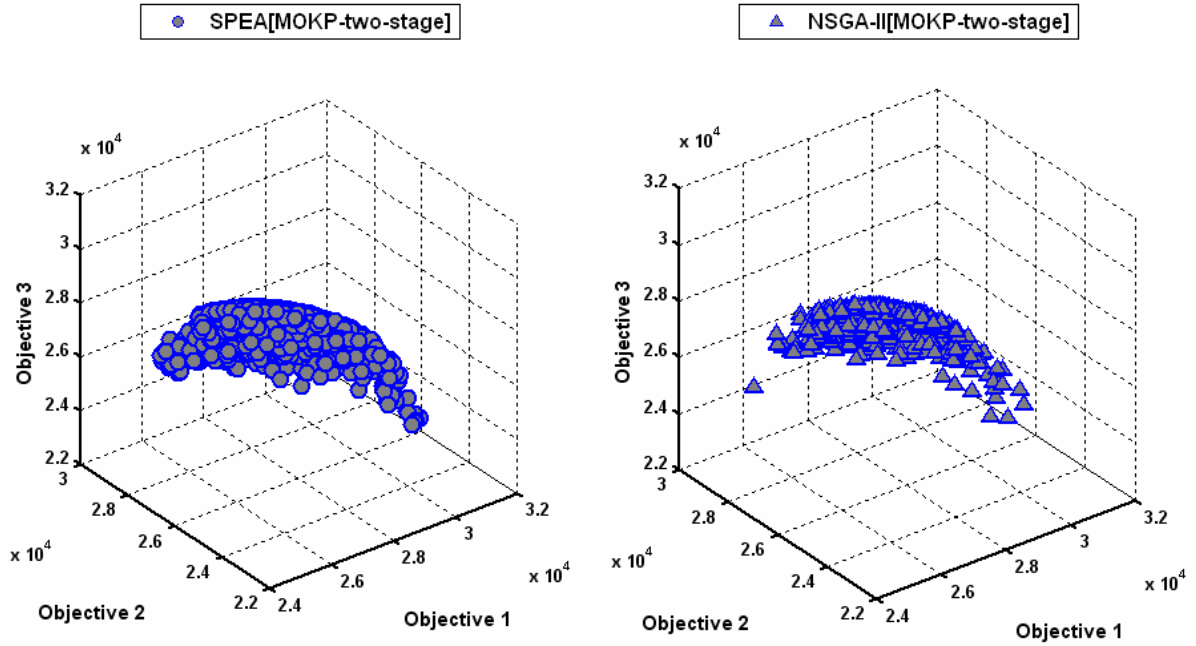 SPEA[MOKP-two-stage]
x 10^4
3.2
3
2.8
2.6
2.4
2.2
Objective 3
3
2.8
2.6
2.4
2.2
x 10^4
Objective 2
2.4
2.6
2.8
3
3.2
x 10^4
Objective 1
NSGA-II[MOKP-two-stage]
x 10^4
3.2
3
2.8
2.6
2.4
2.2
Objective 3
3
2.8
2.6
2.4
2.2
x 10^4
Objective 2
2.4
2.6
2.8
3
3.2
x 10^4
Objective 1